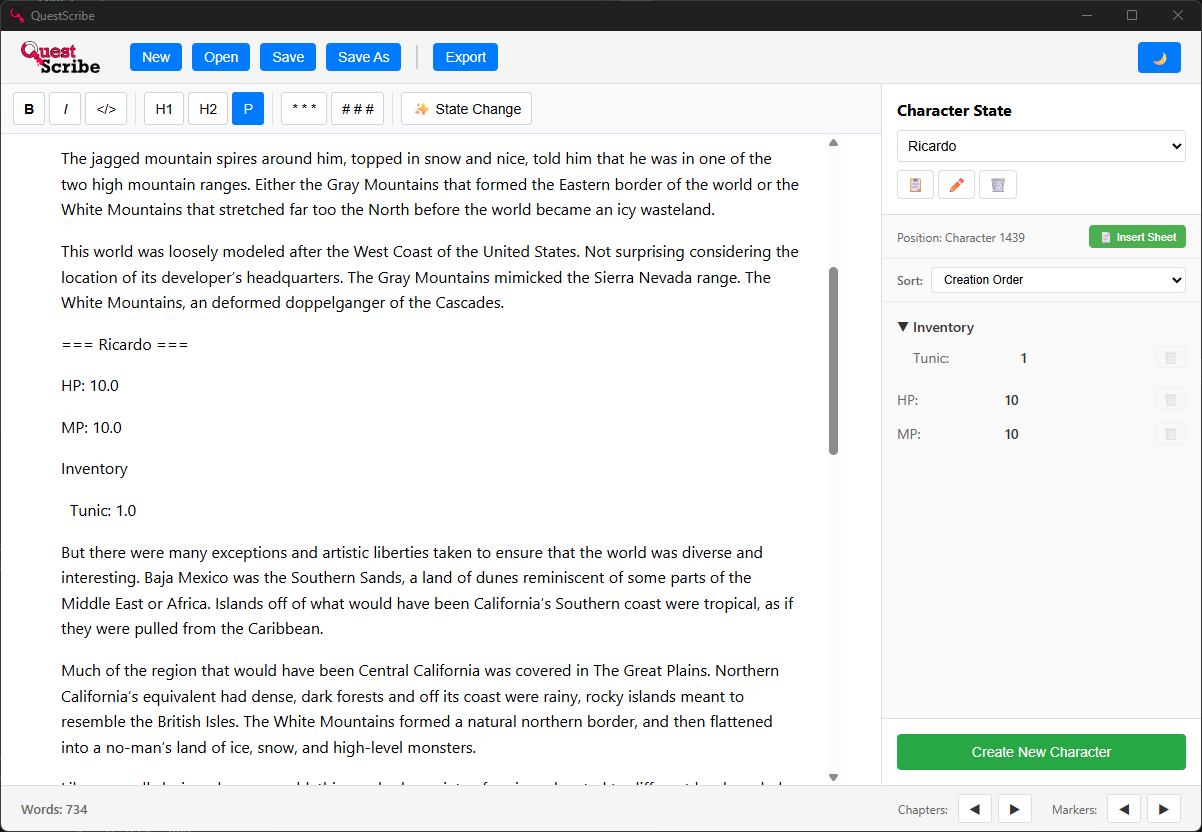 QuestScribe
Quest
Scribe
New Open Save Save As Export
B I </> H1 H2 P * * * # # # State Change
The jagged mountain spires around him, topped in snow and nice, told him that he was in one of the
two high mountain ranges. Either the Gray Mountains that formed the Eastern border of the world or the
White Mountains that stretched far too the North before the world became an icy wasteland.
This world was loosely modeled after the West Coast of the United States. Not surprising considering the
location of its developer’s headquarters. The Gray Mountains mimicked the Sierra Nevada range. The
White Mountains, an deformed doppelganger of the Cascades.
=== Ricardo ===
HP: 10.0
MP: 10.0
Inventory
Tunic: 1.0
But there were many exceptions and artistic liberties taken to ensure that the world was diverse and
interesting. Baja Mexico was the Southern Sands, a land of dunes reminiscent of some parts of the
Middle East or Africa. Islands off of what would have been California’s Southern coast were tropical, as if
they were pulled from the Caribbean.
Much of the region that would have been Central California was covered in The Great Plains. Northern
California’s equivalent had dense, dark forests and off its coast were rainy, rocky islands meant to
resemble the British Isles. The White Mountains formed a natural northern border, and then flattened
into a no-man’s land of ice, snow, and high-level monsters.
Character State
Ricardo
Position: Character 1439 Insert Sheet
Sort: Creation Order
▼ Inventory
Tunic: 1
HP: 10
MP: 10
Create New Character
Words: 734 Chapters: ◀ ▶ Markers: ◀ ▶